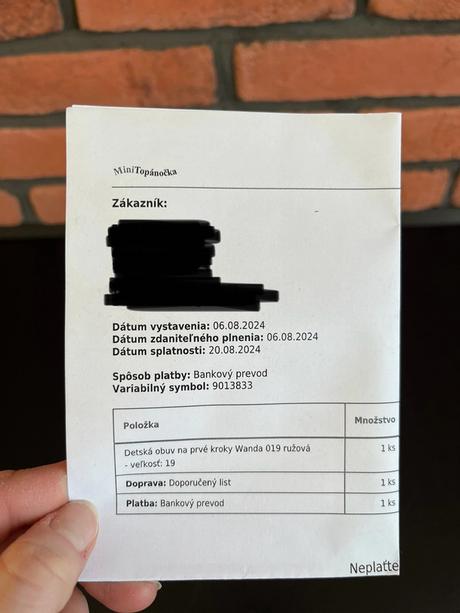 MiniTopánočka
Zákazník:
Dátum vystavenia: 06.08.2024
Dátum zdaniteľného plnenia: 06.08.2024
Dátum splatnosti: 20.08.2024
Spôsob platby: Bankový prevod
Variabilný symbol: 9013833
Položka Množstvo
Detská obuv na prvé kroky Wanda 019 ružová 1 ks
- veľkosť: 19
Doprava: Doporučený list 1 ks
Platba: Bankový prevod 1 ks
Neplaťte